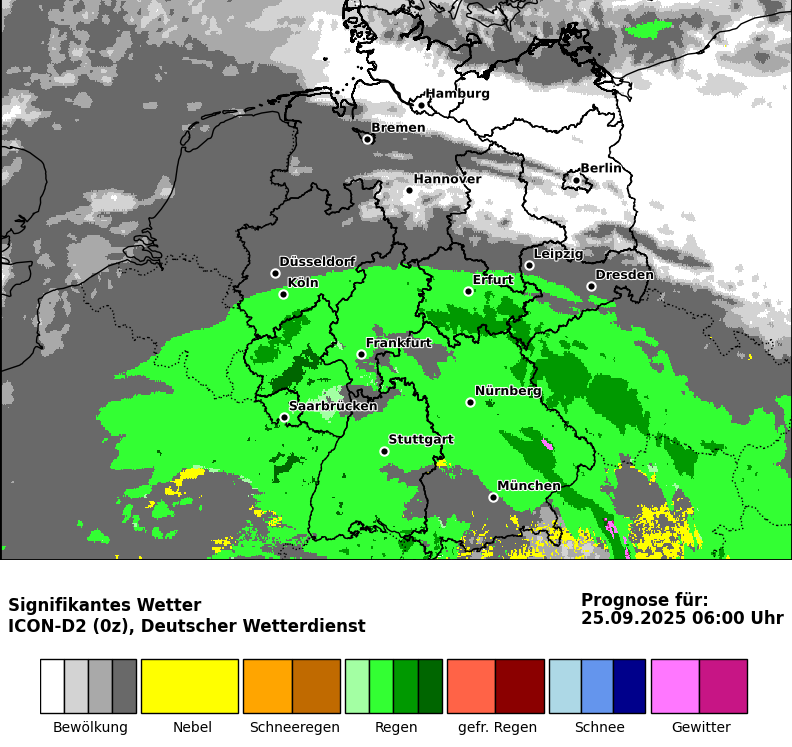 Hamburg
Bremen
Berlin
Hannover
Leipzig
Düsseldorf
Dresden
Köln
Erfurt
Frankfurt
Nürnberg
Saarbrücken
Stuttgart
München
Signifikantes Wetter
ICON-D2 (0z), Deutscher Wetterdienst
Prognose für:
25.09.2025 06:00 Uhr
Bewölkung
Nebel
Schneeregen
Regen
gefr. Regen
Schnee
Gewitter